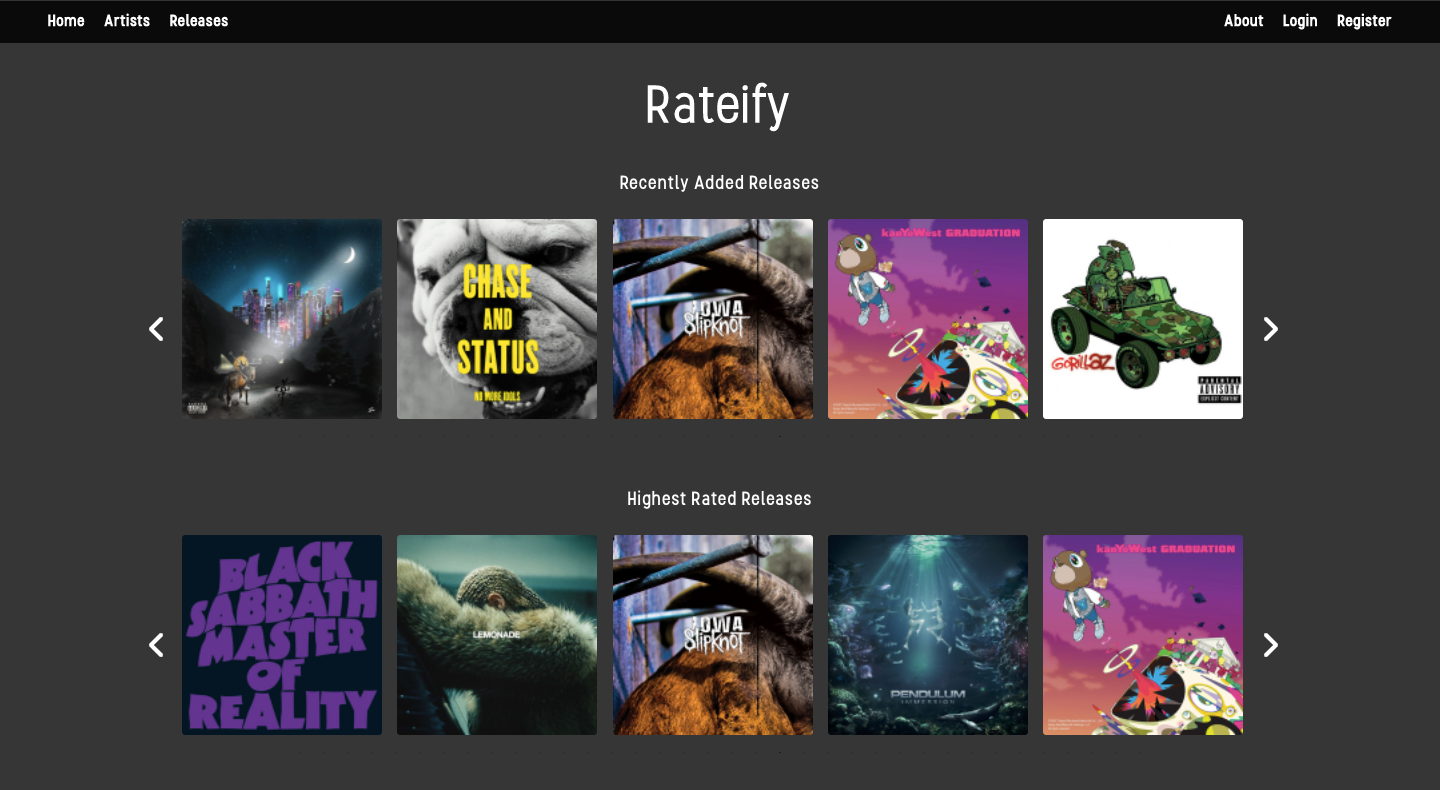 Home Artists Releases About Login Register
Rateify
Recently Added Releases
CHASE
AND
STATUS
NO MORE IDOLS
IOWA
SlipKnoT
kanYeWest GRADUATION
GORILLAZ
PARENTAL
ADVISORY
EXPLICIT CONTENT
Highest Rated Releases
BLACK
SABBATH
MASTER
OF
REALITY
LEMONADE
IOWA
SlipKnoT
PENDULUM
IMMERSION
kanYeWest GRADUATION